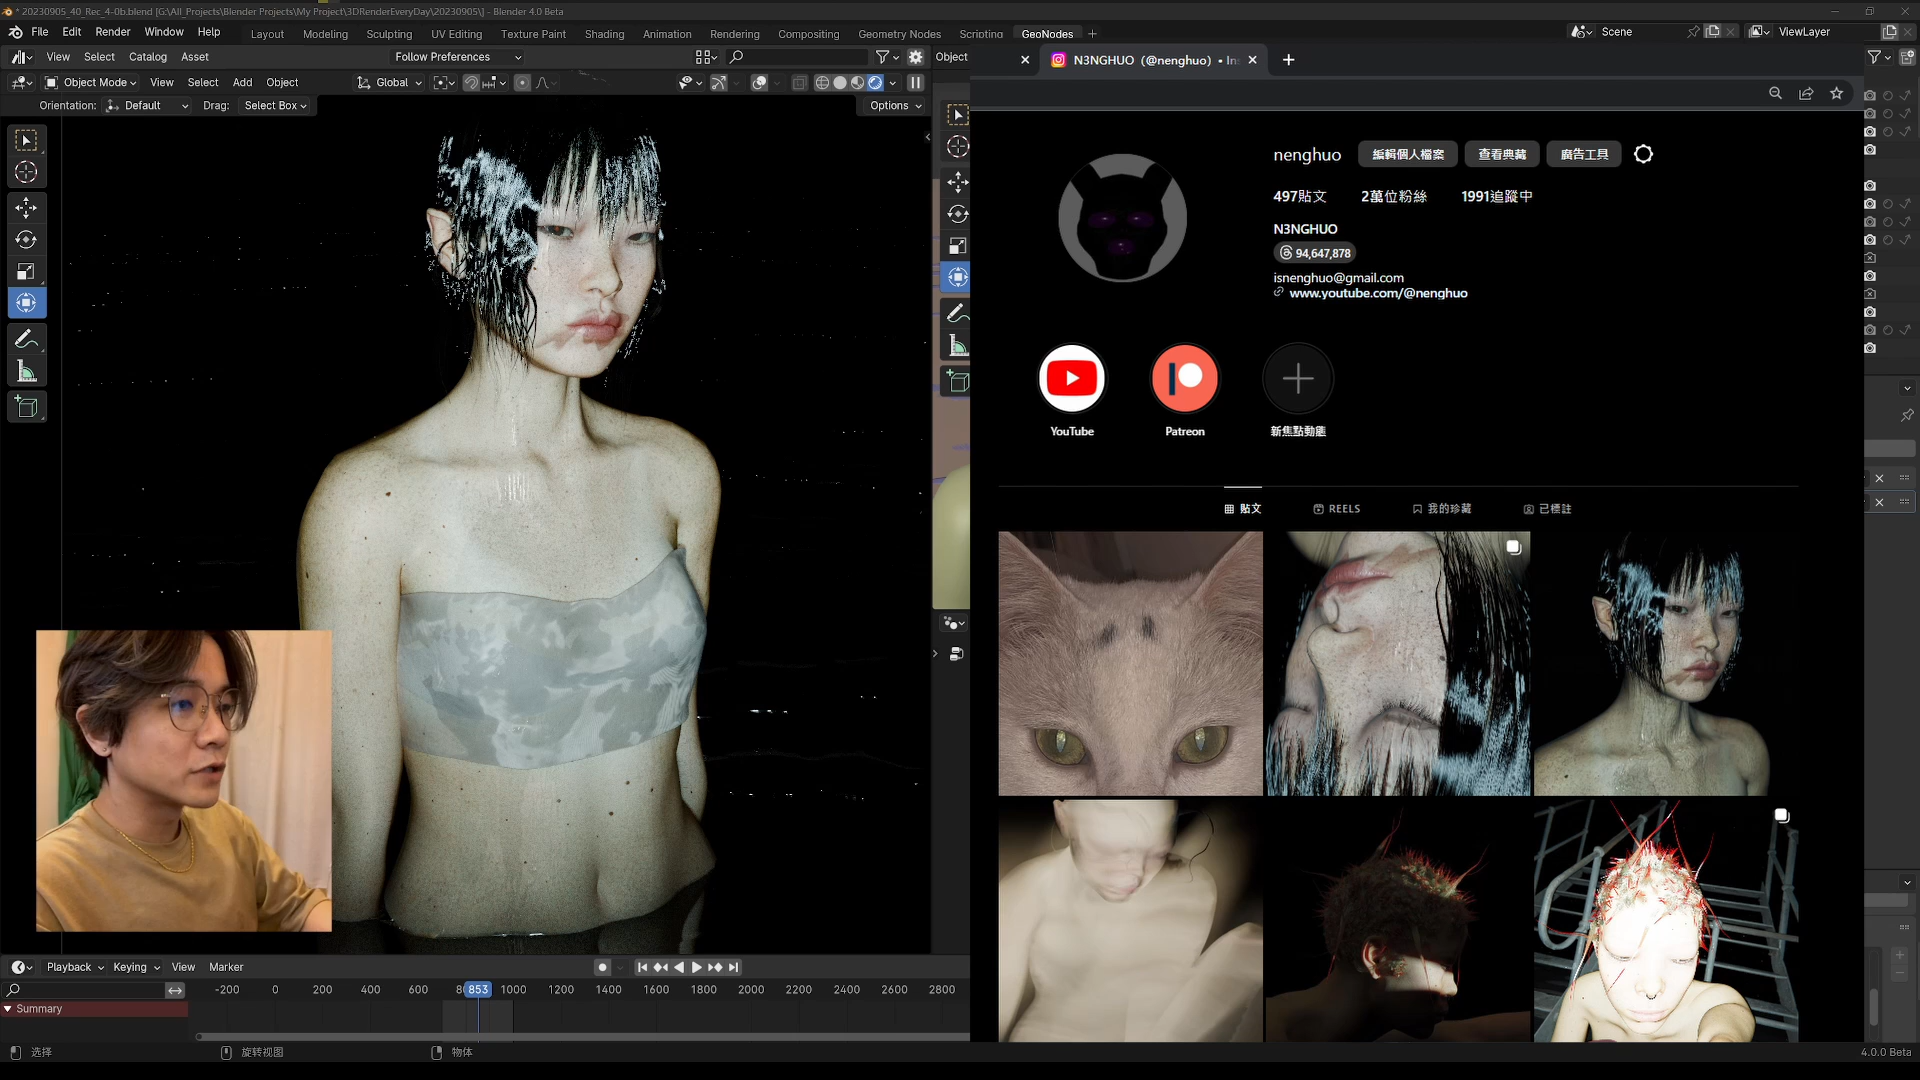 * 20230905_40_Rec_4-0b.blend [G:\All_Projects\Blender Projects\My Project\3DRenderEveryDay\20230905\] - Blender 4.0 Beta
File Edit Render Window Help Layout Modeling Sculpting UV Editing Texture Paint Shading Animation Rendering Compositing Geometry Nodes Scripting GeoNodes Scene ViewLayer
View Select Catalog Asset Follow Preferences Object
N3NGHUO (@nenghuo) • In
Object Mode View Select Add Object Global
Orientation: Default Drag: Select Box Options
nenghuo 編輯個人檔案 查看典藏 廣告工具
497貼文 2萬位粉絲 1991追蹤中
N3NGHUO
94,647,878
isnenghuo@gmail.com
www.youtube.com/@nenghuo
YouTube Patreon 新焦點動態
貼文 REELS 我的珍藏 已標註
Playback Keying View Marker
-200 0 200 400 600 8 853 1000 1200 1400 1600 1800 2000 2200 2400 2600 2800
Summary
选择 旋转视图 物体 4.0.0 Beta